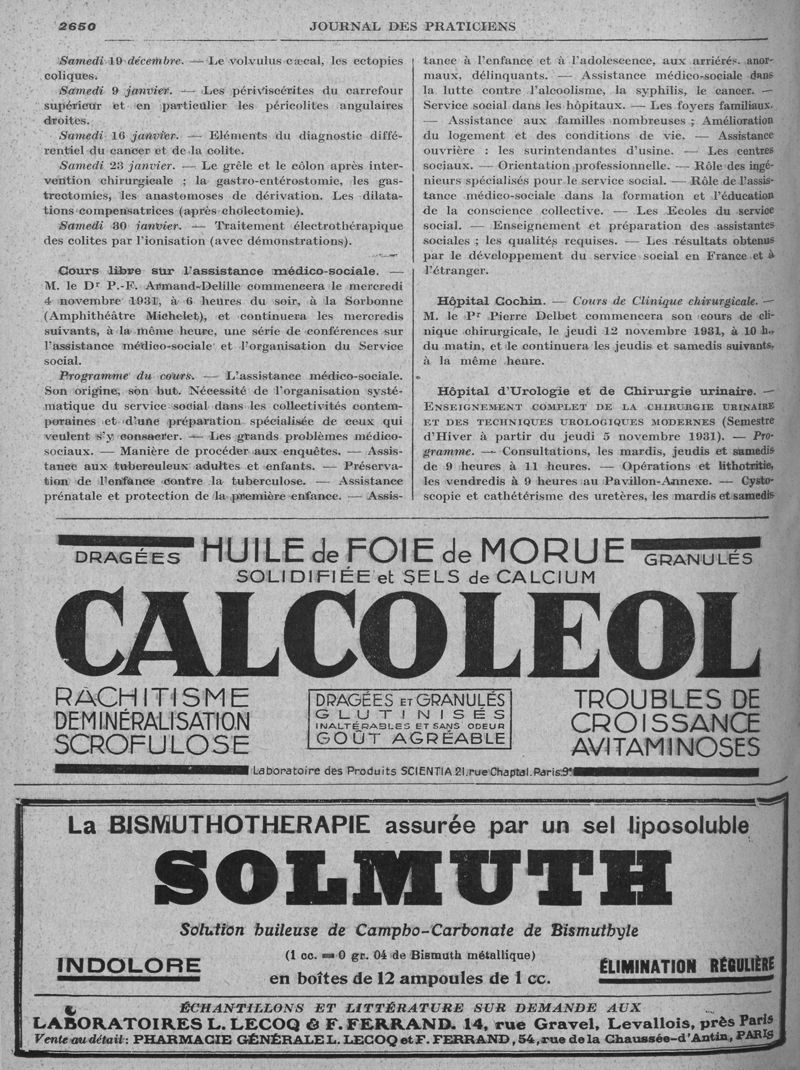 2650
JOURNAL DES PRATICIENS
Samedi 19 décembre. — Le volvulus cæcal, les ectopies
coliques.
Samedi 9 janvier. — Les périviscérites du carrefour
supérieur et en particulier les péricolites angulaires
droites.
Samedi 16 janvier. — Eléments du diagnostic diffé-
rentiel du cancer et de la colite.
Samedi 23 janvier. — Le grêle et le côlon après inter-
vention chirurgicale ; la gastro-entérostomie, les gas-
trectomies, les anastomoses de dérivation. Les dilata-
tions compensatrices (après cholectomie).
Samedi 30 janvier. — Traitement électrothérapique
des colites par l'ionisation (avec démonstrations).
Cours libre sur l'assistance médico-sociale. —
M. le Dr P.-F. Armand-Delille commencera le mercredi
4 novembre 1931, à 6 heures du soir, à la Sorbonne
(Amphithéâtre Michelet), et continuera les mercredis
suivants, à la même heure, une série de conférences sur
l'assistance médico-sociale et l'organisation du Service
social.
Programme du cours. — L'assistance médico-sociale.
Son origine, son but. Nécessité de l'organisation systé-
matique du service social dans les collectivités contem-
poraines et d'une préparation spécialisée de ceux qui
veulent s'y consacrer. — Les grands problèmes médico-
sociaux. — Manière de procéder aux enquêtes. — Assis-
tance aux tuberculeux adultes et enfants. — Préserva-
tion de l'enfance contre la tuberculose. — Assistance
prénatale et protection de la première enfance. — Assis-
tance à l'enfance et à l'adolescence, aux arriérés, anor-
maux, délinquants. — Assistance médico-sociale dans
la lutte contre l'alcoolisme, la syphilis, le cancer. —
Service social dans les hôpitaux. — Les foyers familiaux.
— Assistance aux familles nombreuses ; Amélioration
du logement et des conditions de vie. — Assistance
ouvrière : les surintendantes d'usine. — Les centres
sociaux. — Orientation professionnelle. — Rôle des ingé-
nieurs spécialisés pour le service social. — Rôle de l'assis-
tance médico-sociale dans la formation et l'éducation
de la conscience collective. — Les Ecoles du service
social. — Enseignement et préparation des assistantes
sociales ; les qualités requises. — Les résultats obtenus
par le développement du service social en France et à
l'étranger.
Hôpital Cochin. — Cours de Clinique chirurgicale. —
M. le Pr Pierre Delbet commencera son cours de cli-
nique chirurgicale, le jeudi 12 novembre 1931, à 10 h.
du matin, et le continuera les jeudis et samedis suivants,
à la même heure.
Hôpital d'Urologie et de Chirurgie urinaire. —
ENSEIGNEMENT COMPLET DE LA CHIRURGIE URINAIRE
ET DES TECHNIQUES UROLOGIQUES MODERNES (Semestre
d'Hiver à partir du jeudi 5 novembre 1931). — Pro-
gramme. — Consultations, les mardis, jeudis et samedis
de 9 heures à 11 heures. — Opérations et lithotritie,
les vendredis à 9 heures au Pavillon-Annexe. — Cysto-
scopie et cathétérisme des uretères, les mardis et samedis
DRAGÉES HUILE de FOIE de MORUE GRANULÉS
SOLIDIFIÉE et SELS de CALCIUM
CALCOLEOL
RACHITISME
DEMINÉRALISATION
SCROFULOSE
DRAGÉES ET GRANULÉS
GLUTINISÉS
INALTÉRABLES ET SANS ODEUR
GOÛT AGRÉABLE
TROUBLES DE
CROISSANCE
AVITAMINOSES
Laboratoire des Produits SCIENTIA 21, rue Chaptal. Paris.9e
La BISMUTHOTHERAPIE assurée par un sel liposoluble
SOLMUTH
Solution huileuse de Campho-Carbonate de Bismuthyle
INDOLORE
(1 cc. = 0 gr. 04 de Bismuth métallique)
en boîtes de 12 ampoules de 1 cc.
ÉLIMINATION RÉGULIÈRE
ÉCHANTILLONS ET LITTÉRATURE SUR DEMANDE AUX
LABORATOIRES L. LECOQ & F. FERRAND. 14, rue Gravel, Levallois, près Paris
Vente au détail : PHARMACIE GÉNÉRALE L. LECOQ et F. FERRAND, 54, rue de la Chaussée-d'Antin, PARIS